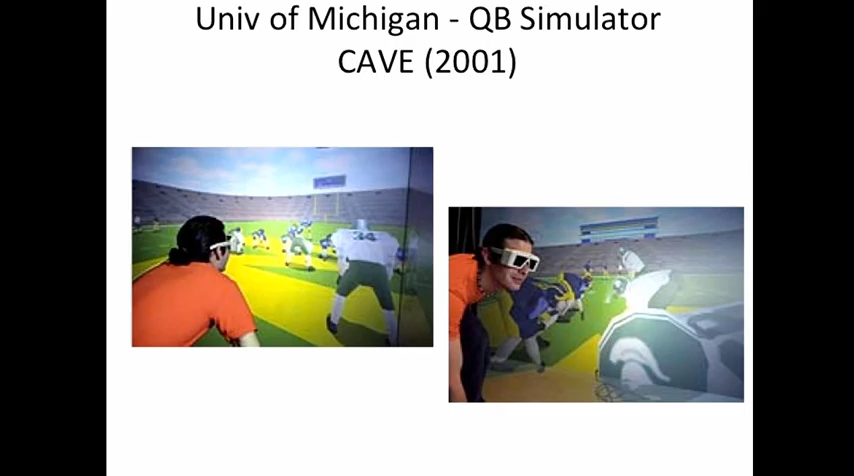 Univ of Michigan - QB Simulator
CAVE (2001)